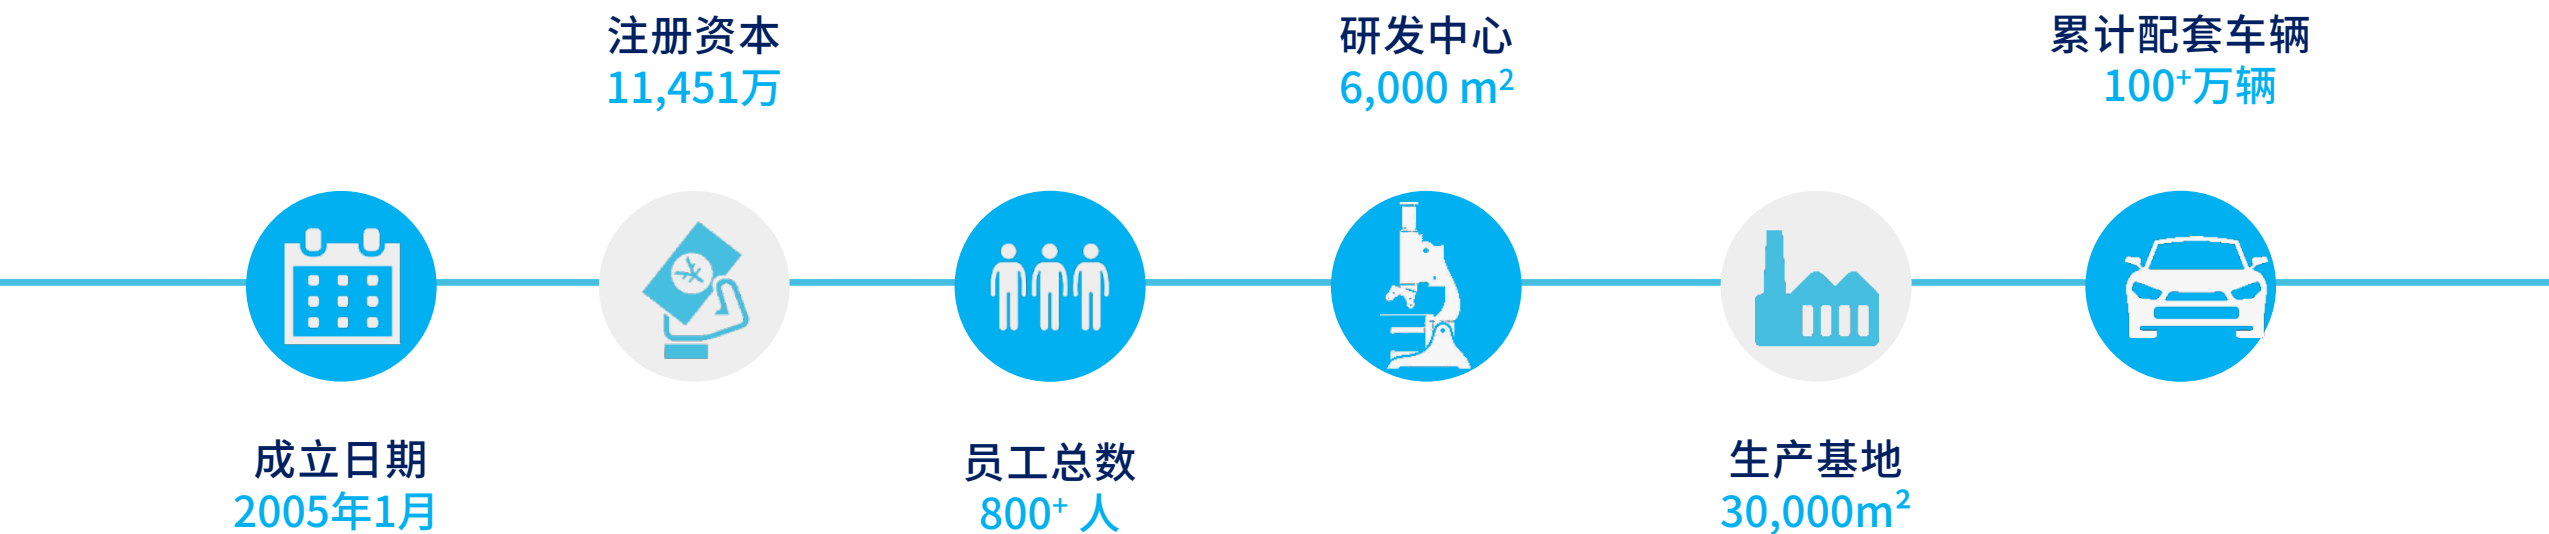 注册资本
11,451万
研发中心
6,000 m²
累计配套车辆
100⁺万辆
成立日期
2005年1月
员工总数
800⁺ 人
生产基地
30,000m²